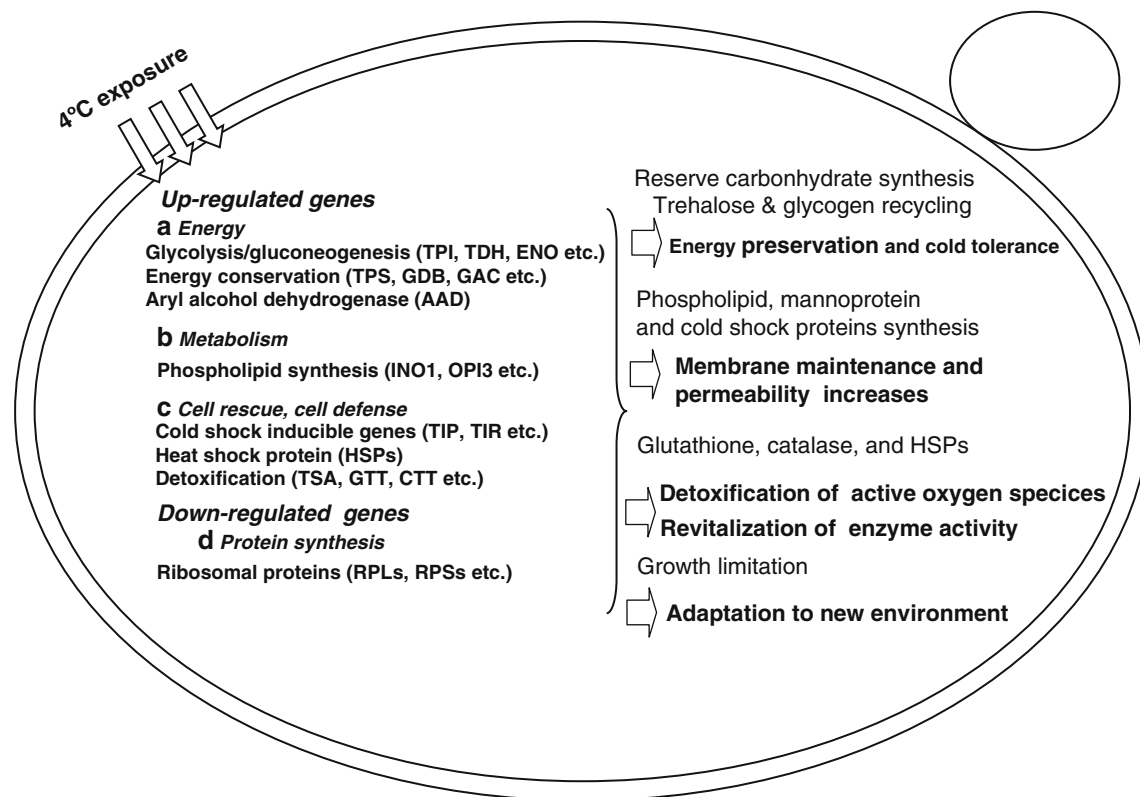 4°C exposure
Up-regulated genes
a Energy
Glycolysis/gluconeogenesis (TPI, TDH, ENO etc.)
Energy conservation (TPS, GDB, GAC etc.)
Aryl alcohol dehydrogenase (AAD)
b Metabolism
Phospholipid synthesis (INO1, OPI3 etc.)
c Cell rescue, cell defense
Cold shock inducible genes (TIP, TIR etc.)
Heat shock protein (HSPs)
Detoxification (TSA, GTT, CTT etc.)
Down-regulated genes
d Protein synthesis
Ribosomal proteins (RPLs, RPSs etc.)
Reserve carbonhydrate synthesis
Trehalose & glycogen recycling
Energy preservation and cold tolerance
Phospholipid, mannoprotein
and cold shock proteins synthesis
Membrane maintenance and
permeability increases
Glutathione, catalase, and HSPs
Detoxification of active oxygen specices
Revitalization of enzyme activity
Growth limitation
Adaptation to new environment